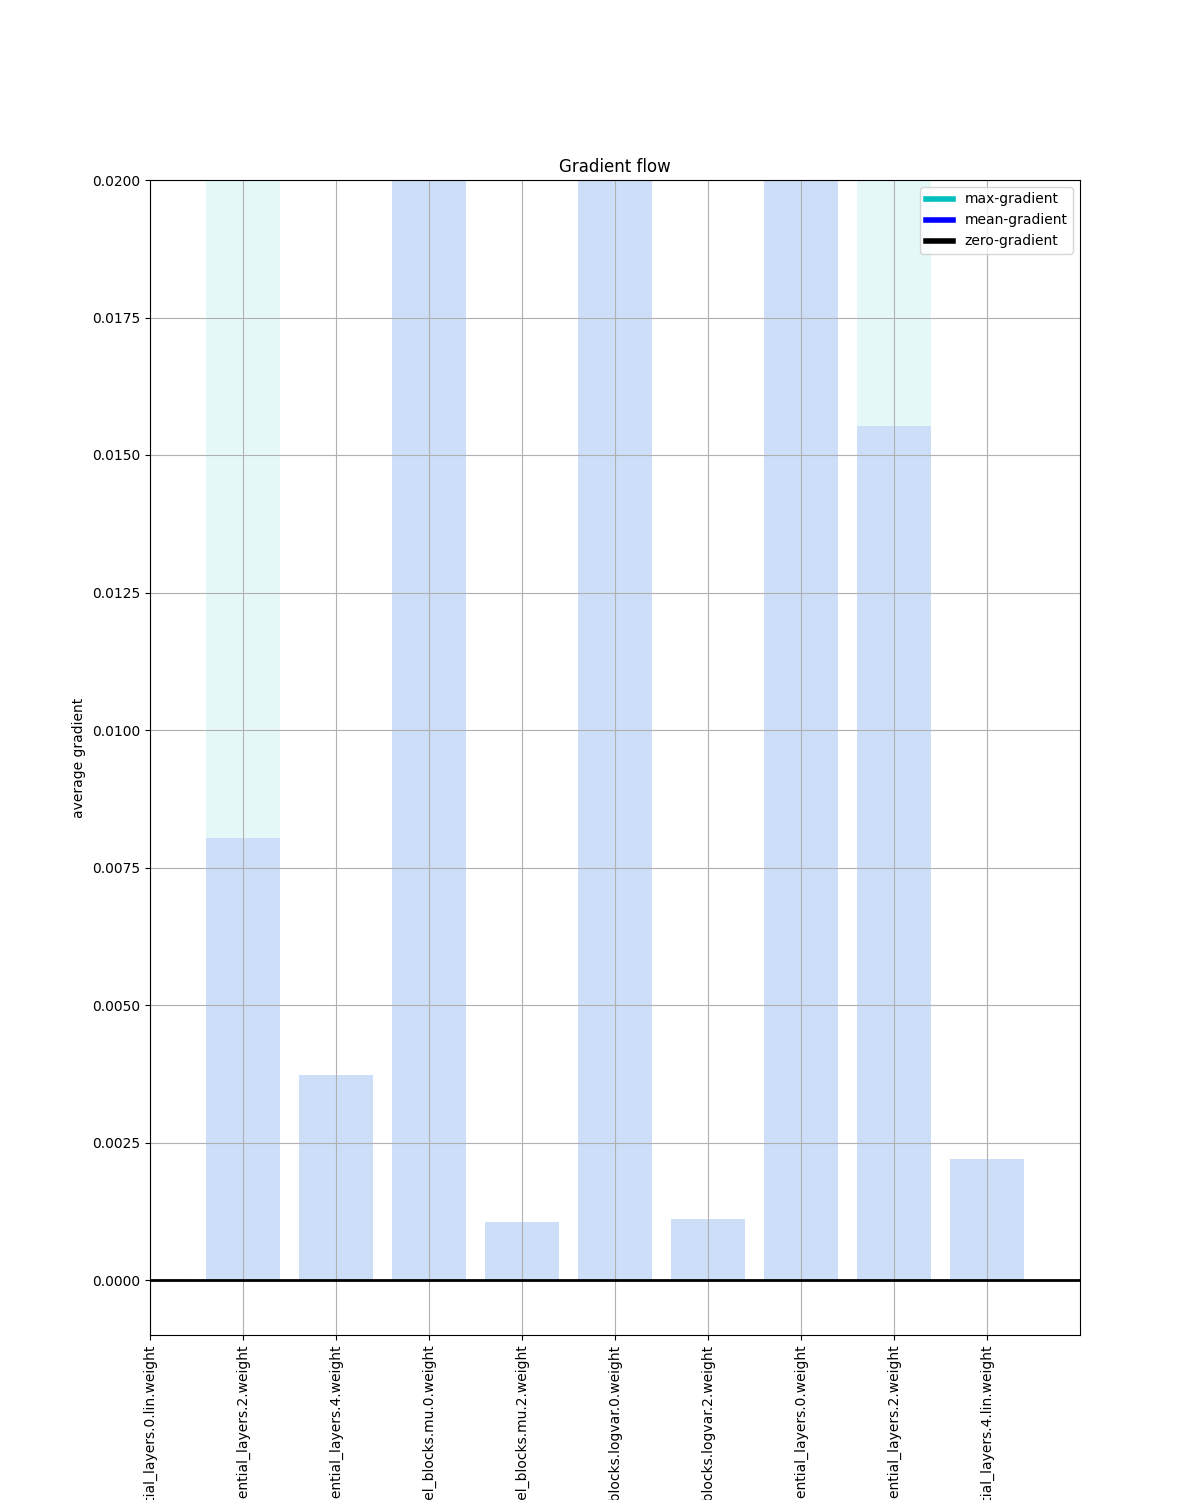 Gradient flow
max-gradient
mean-gradient
zero-gradient
0.0200
0.0175
0.0150
0.0125
0.0100
0.0075
0.0050
0.0025
0.0000
average gradient
tial_layers.0.lin.weight
ential_layers.2.weight
ential_layers.4.weight
el_blocks.mu.0.weight
el_blocks.mu.2.weight
blocks.logvar.0.weight
blocks.logvar.2.weight
ential_layers.0.weight
ential_layers.2.weight
tial_layers.4.lin.weight